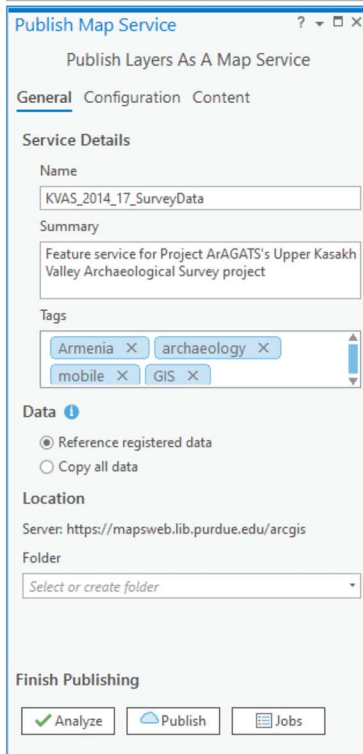 Publish Map Service
Publish Layers As A Map Service
General Configuration Content
Service Details
Name
KVAS_2014_17_SurveyData
Summary
Feature service for Project ArAGATS's Upper Kasakh
Valley Archaeological Survey project
Tags
Armenia archaeology
mobile GIS
Data
Reference registered data
Copy all data
Location
Server: https://mapsweb.lib.purdue.edu/arcgis
Folder
Select or create folder
Finish Publishing
Analyze Publish Jobs